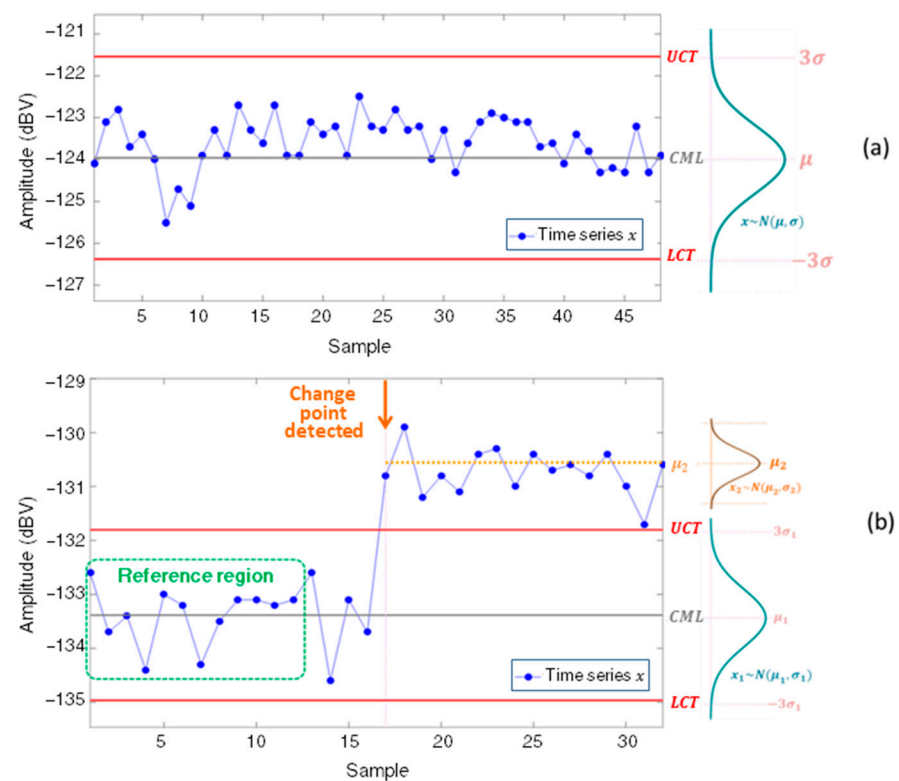 −121
−122
−123
−124
−125
−126
−127
Amplitude (dBV)
5
10
15
20
25
30
35
40
45
Sample
Time series x
UCT
CML
LCT
3σ
μ
x~N(μ, σ)
−3σ
(a)
−129
−130
−131
−132
−133
−134
−135
Amplitude (dBV)
Change
point
detected
Reference region
Time series x
5
10
15
20
25
30
Sample
μ₂
UCT
CML
LCT
μ₂
x₂~N(μ₂, σ₂)
3σ₁
μ₁
x₁~N(μ₁, σ₁)
−3σ₁
(b)